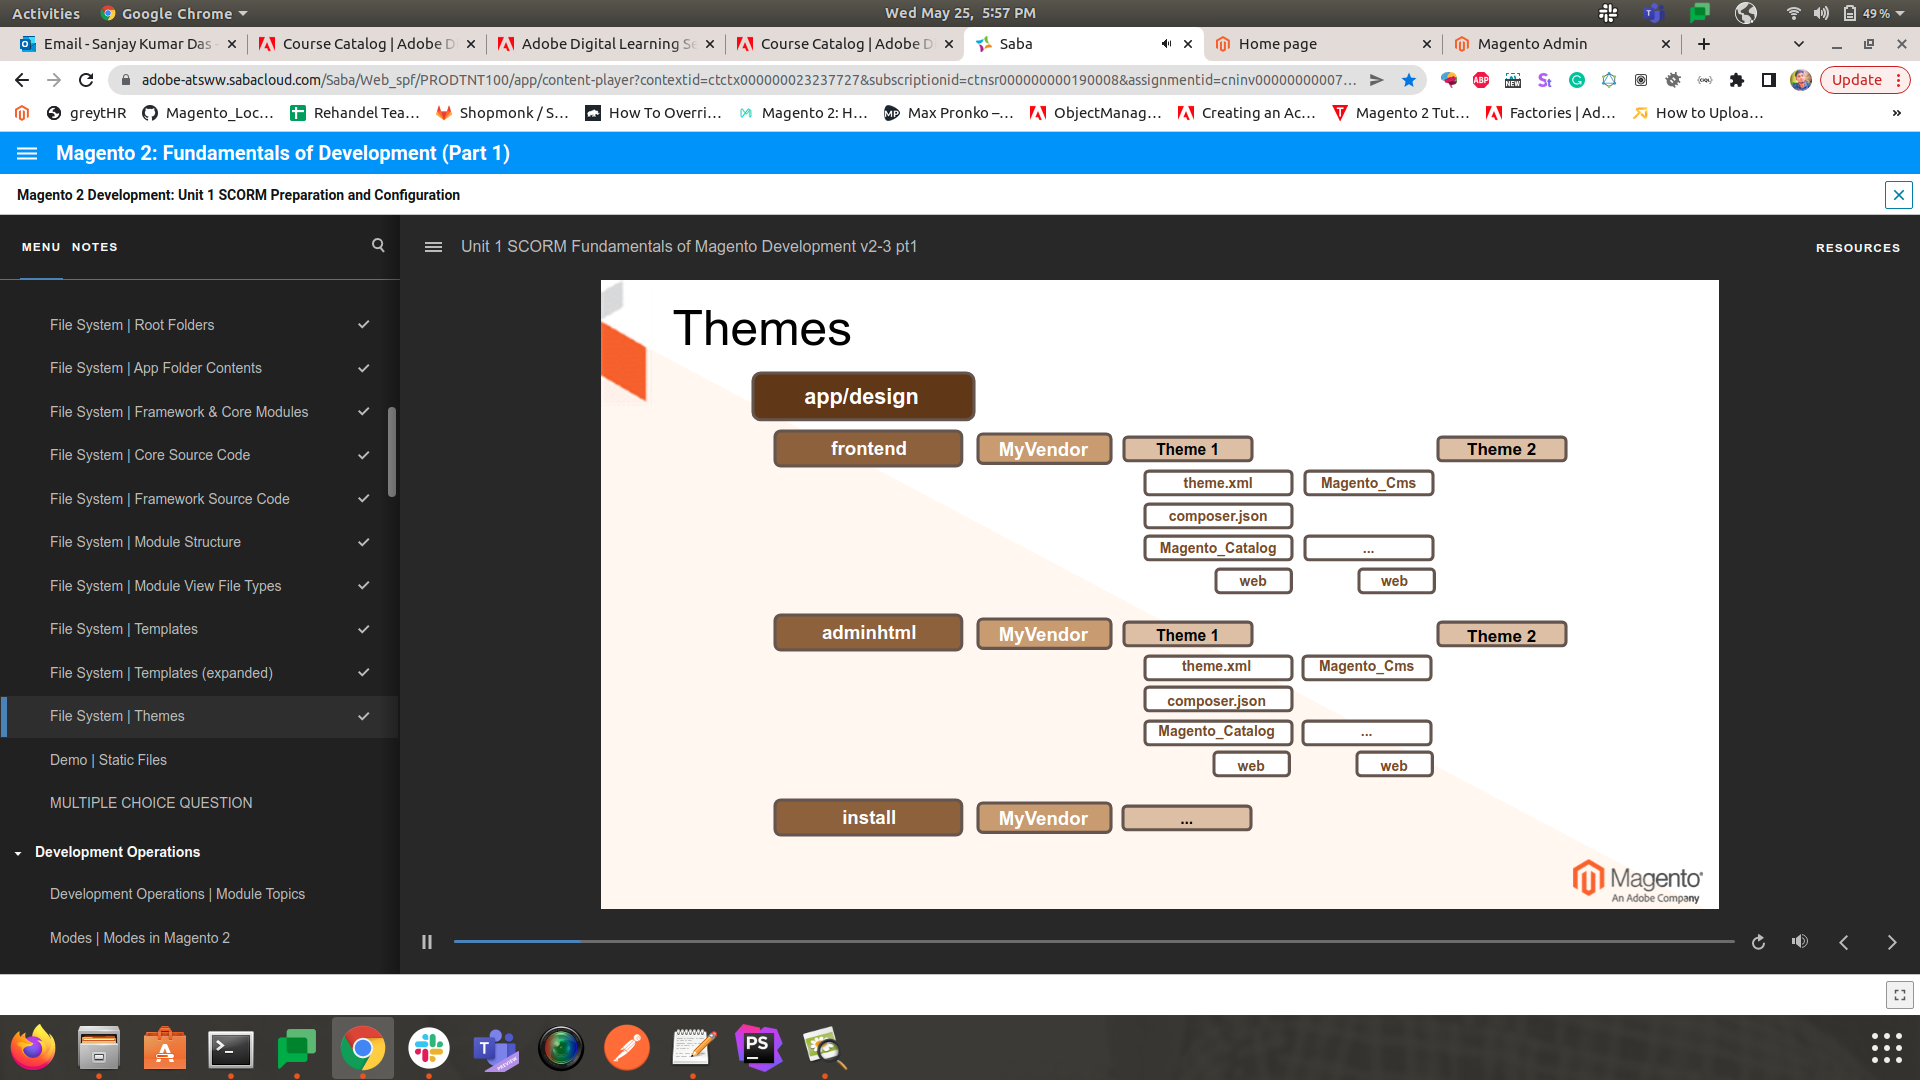 Activities Google Chrome Wed May 25, 5:57 PM 49 %
Email - Sanjay Kumar Das - Course Catalog | Adobe D Adobe Digital Learning Se Course Catalog | Adobe D Saba Home page Magento Admin
adobe-atsww.sabacloud.com/Saba/Web_spf/PRODTNT100/app/content-player?contextid=ctctx000000023237727&subscriptionid=ctnsr000000000190008&assignmentid=cninv00000000007... ABP NEW Update
greytHR Magento_Loc... Rehandel Tea... Shopmonk / S... How To Overri... Magento 2: H... Max Pronko –... ObjectManag... Creating an Ac... Magento 2 Tut... Factories | Ad... How to Uploa... »
Magento 2: Fundamentals of Development (Part 1)
Magento 2 Development: Unit 1 SCORM Preparation and Configuration
MENU NOTES
Unit 1 SCORM Fundamentals of Magento Development v2-3 pt1
RESOURCES
File System | Root Folders
File System | App Folder Contents
File System | Framework & Core Modules
File System | Core Source Code
File System | Framework Source Code
File System | Module Structure
File System | Module View File Types
File System | Templates
File System | Templates (expanded)
File System | Themes
Demo | Static Files
MULTIPLE CHOICE QUESTION
Development Operations
Development Operations | Module Topics
Modes | Modes in Magento 2
Themes
app/design
frontend MyVendor Theme 1 Theme 2
theme.xml Magento_Cms
composer.json
Magento_Catalog ...
web web
adminhtml MyVendor Theme 1 Theme 2
theme.xml Magento_Cms
composer.json
Magento_Catalog ...
web web
install MyVendor ...
Magento
An Adobe Company